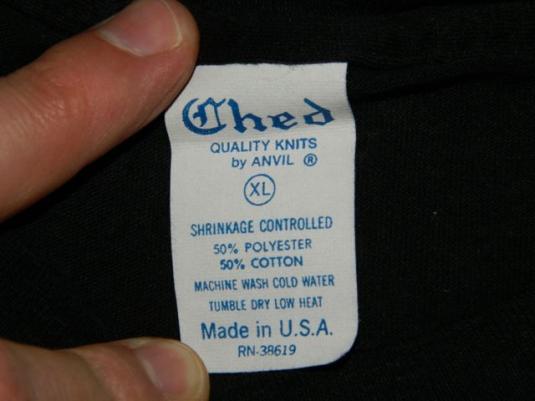 Ched
QUALITY KNITS
by ANVIL ®
XL
SHRINKAGE CONTROLLED
50% POLYESTER
50% COTTON
MACHINE WASH COLD WATER
TUMBLE DRY LOW HEAT
Made in U.S.A.
RN-38619